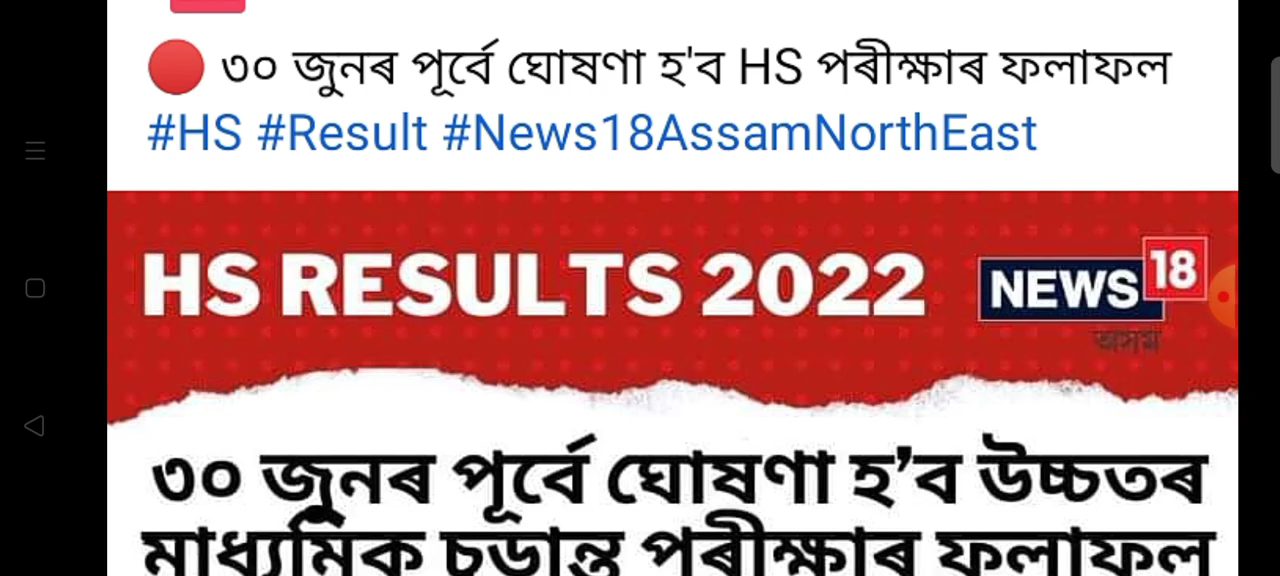 ৩০ জুনৰ পূৰ্বে ঘোষণা হ'ব HS পৰীক্ষাৰ ফলাফল
#HS #Result #News18AssamNorthEast
HS RESULTS 2022
NEWS 18
অসম
৩০ জুনৰ পূৰ্বে ঘোষণা হ’ব উচ্চতৰ
মাধ্যমিক চূড়ান্ত পৰীক্ষাৰ ফলাফল